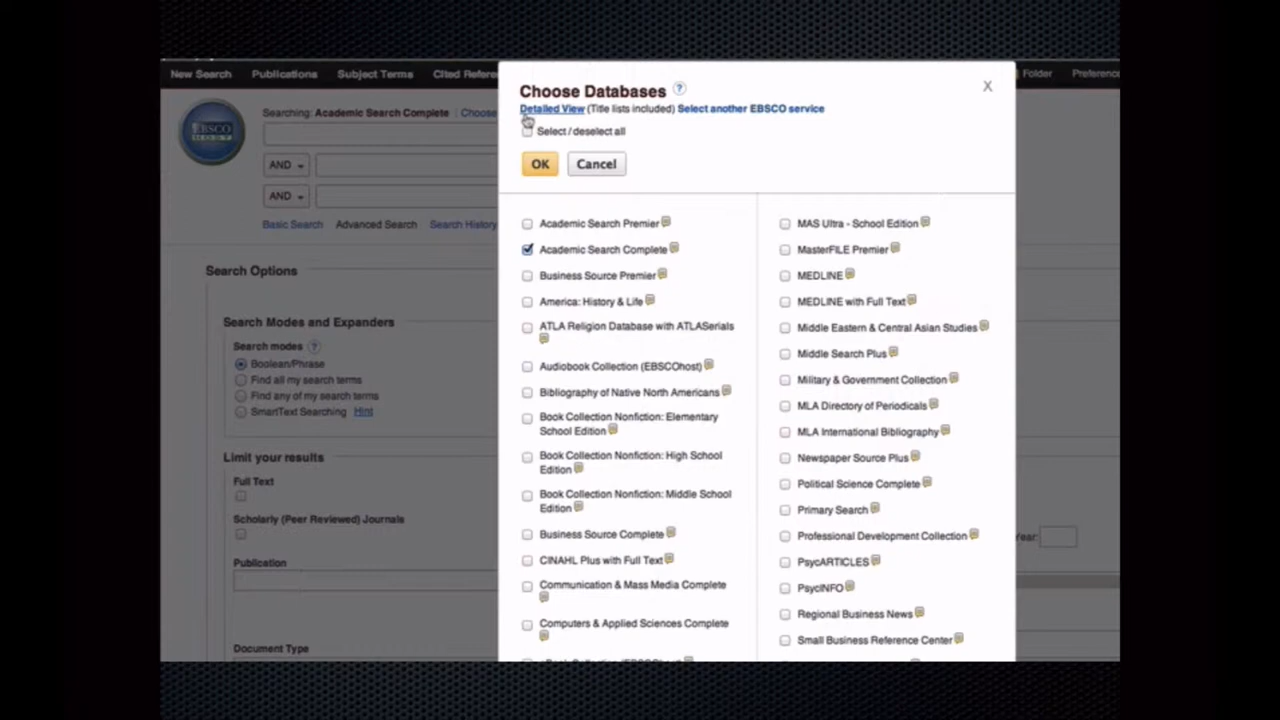 New Search Publications Subject Terms Cited Refere
Folder Preference
EBSCO
HOST
Searching: Academic Search Complete Choose
AND
AND
Basic Search Advanced Search Search History
Search Options
Search Modes and Expanders
Search modes ?
Boolean/Phrase
Find all my search terms
Find any of my search terms
SmartText Searching Hint
Limit your results
Full Text
Scholarly (Peer Reviewed) Journals
Publication
Document Type
Year:
Choose Databases ?
X
Detailed View (Title lists included) Select another EBSCO service
Select / deselect all
OK Cancel
Academic Search Premier
Academic Search Complete
Business Source Premier
America: History & Life
ATLA Religion Database with ATLASerials
Audiobook Collection (EBSCOhost)
Bibliography of Native North Americans
Book Collection Nonfiction: Elementary
School Edition
Book Collection Nonfiction: High School
Edition
Book Collection Nonfiction: Middle School
Edition
Business Source Complete
CINAHL Plus with Full Text
Communication & Mass Media Complete
Computers & Applied Sciences Complete
MAS Ultra - School Edition
MasterFILE Premier
MEDLINE
MEDLINE with Full Text
Middle Eastern & Central Asian Studies
Middle Search Plus
Military & Government Collection
MLA Directory of Periodicals
MLA International Bibliography
Newspaper Source Plus
Political Science Complete
Primary Search
Professional Development Collection
PsycARTICLES
PsycINFO
Regional Business News
Small Business Reference Center